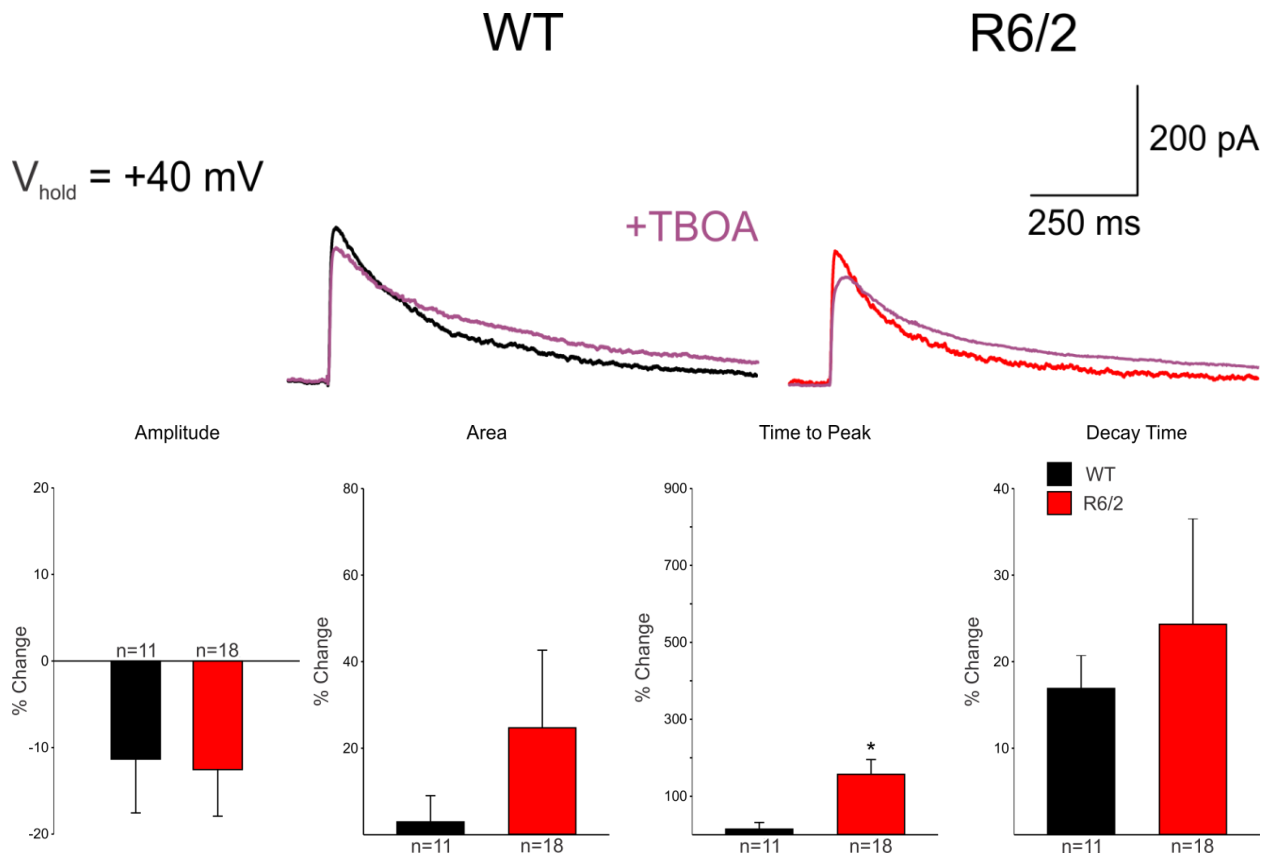 WT
R6/2
V hold = +40 mV
200 pA
250 ms
+TBOA
Amplitude
Area
Time to Peak
Decay Time
% Change
20
10
0
-10
-20
n=11
n=18
% Change
80
60
40
20
n=11
n=18
% Change
900
700
500
300
100
n=11
n=18
*
% Change
40
30
20
10
WT
R6/2
n=11
n=18